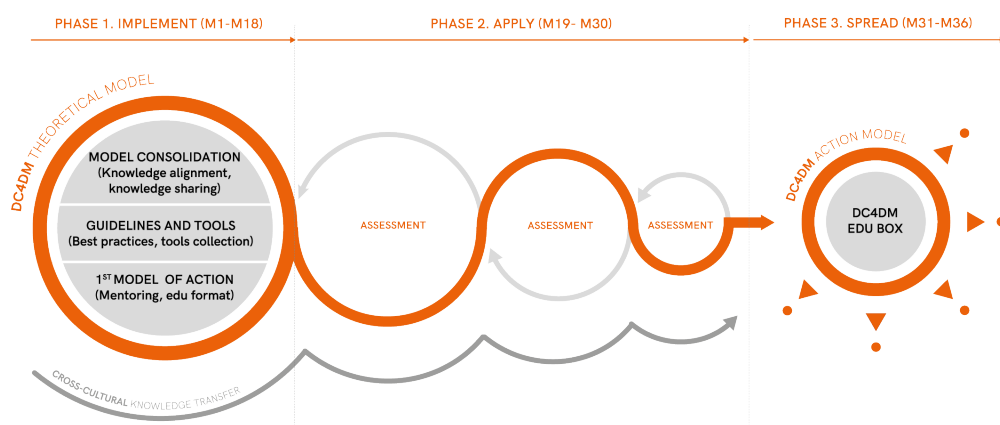 PHASE 1. IMPLEMENT (M1-M18)
PHASE 2. APPLY (M19- M30)
PHASE 3. SPREAD (M31-M36)
DC4DM THEORETICAL MODEL
MODEL CONSOLIDATION
(Knowledge alignment,
knowledge sharing)
GUIDELINES AND TOOLS
(Best practices, tools collection)
1ST MODEL OF ACTION
(Mentoring, edu format)
ASSESSMENT
ASSESSMENT
ASSESSMENT
DC4DM ACTION MODEL
DC4DM
EDU BOX
CROSS-CULTURAL KNOWLEDGE TRANSFER